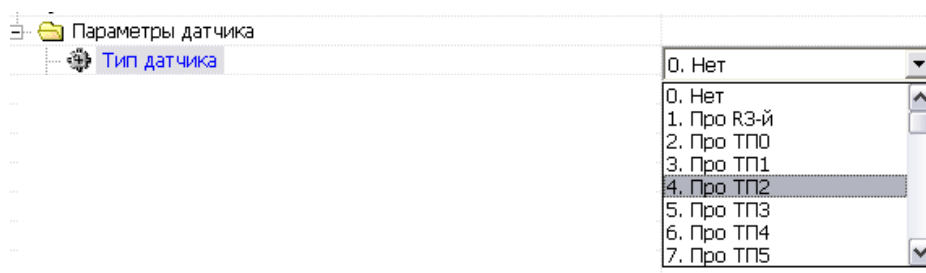 Параметры датчика
Тип датчика
0. Нет
0. Нет
1. Про R3-й
2. Про ТП0
3. Про ТП1
4. Про ТП2
5. Про ТП3
6. Про ТП4
7. Про ТП5